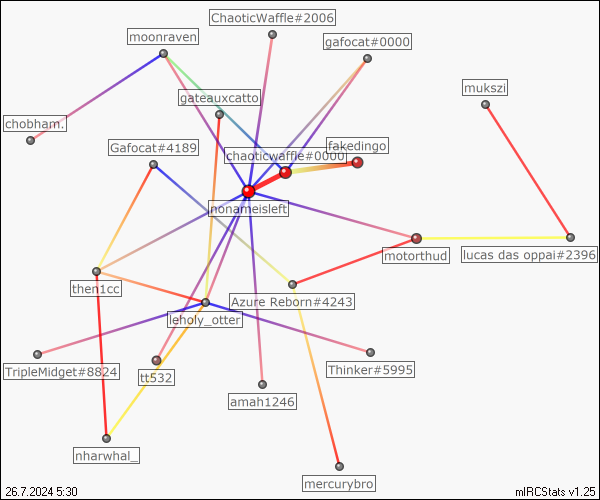 ChaoticWaffle#2006
moonraven
gafocat#0000
mukszi
gateauxcatto
chobham.
fakedingo
Gafocat#4189
chaoticwaffle#0000
nonameisleft
motorthud
lucas das oppai#2396
then1cc
Azure Reborn#4243
leholy_otter
TripleMidget#8824
tt532
Thinker#5995
amah1246
nharwhal_
mercurybro
26.7.2024 5:30
mIRCStats v1.25